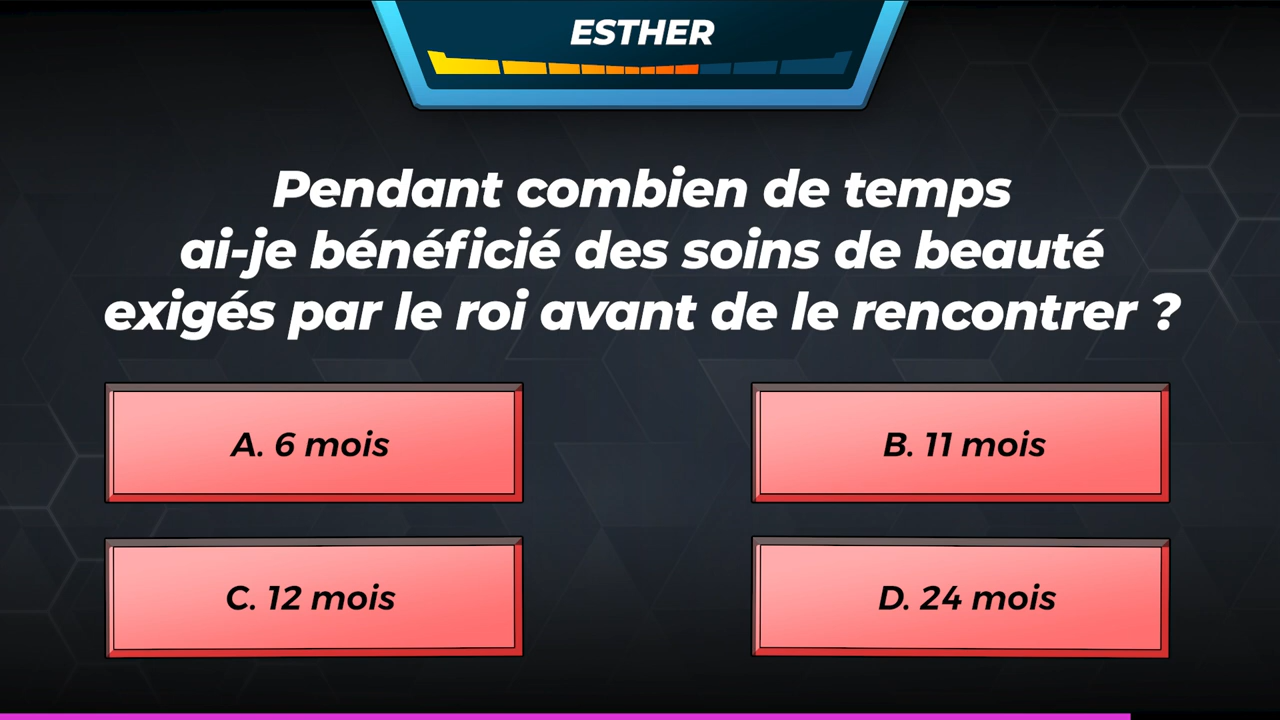 ESTHER
Pendant combien de temps
ai-je bénéficié des soins de beauté
exigés par le roi avant de le rencontrer ?
A. 6 mois
B. 11 mois
C. 12 mois
D. 24 mois